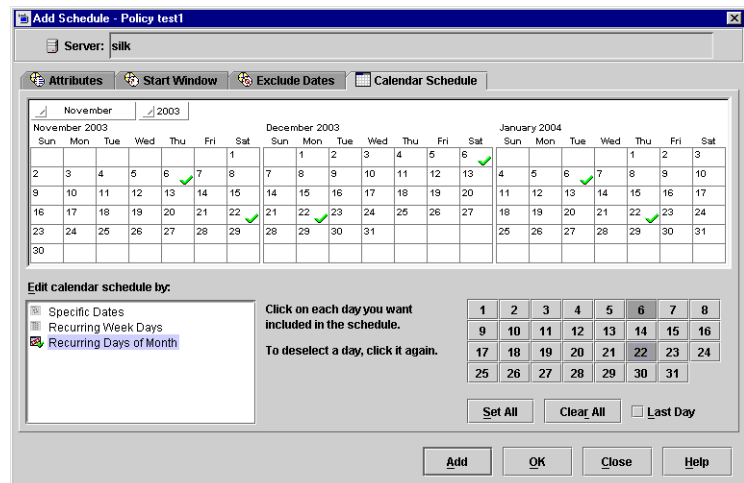 Add Schedule - Policy test1
Server: silk
Attributes Start Window Exclude Dates Calendar Schedule
November 2003
November 2003 December 2003 January 2004
Sun Mon Tue Wed Thu Fri Sat Sun Mon Tue Wed Thu Fri Sat Sun Mon Tue Wed Thu Fri Sat
1 1 2 3 4 5 6 1 2 3
2 3 4 5 6 7 8 7 8 9 10 11 12 13 4 5 6 7 8 9 10
9 10 11 12 13 14 15 14 15 16 17 18 19 20 11 12 13 14 15 16 17
16 17 18 19 20 21 22 21 22 23 24 25 26 27 18 19 20 21 22 23 24
23 24 25 26 27 28 29 28 29 30 31 25 26 27 28 29 30 31
30
Edit calendar schedule by:
Specific Dates
Recurring Week Days
Recurring Days of Month
Click on each day you want
included in the schedule.
To deselect a day, click it again.
1 2 3 4 5 6 7 8
9 10 11 12 13 14 15 16
17 18 19 20 21 22 23 24
25 26 27 28 29 30 31
Set All Clear All Last Day
Add OK Close Help